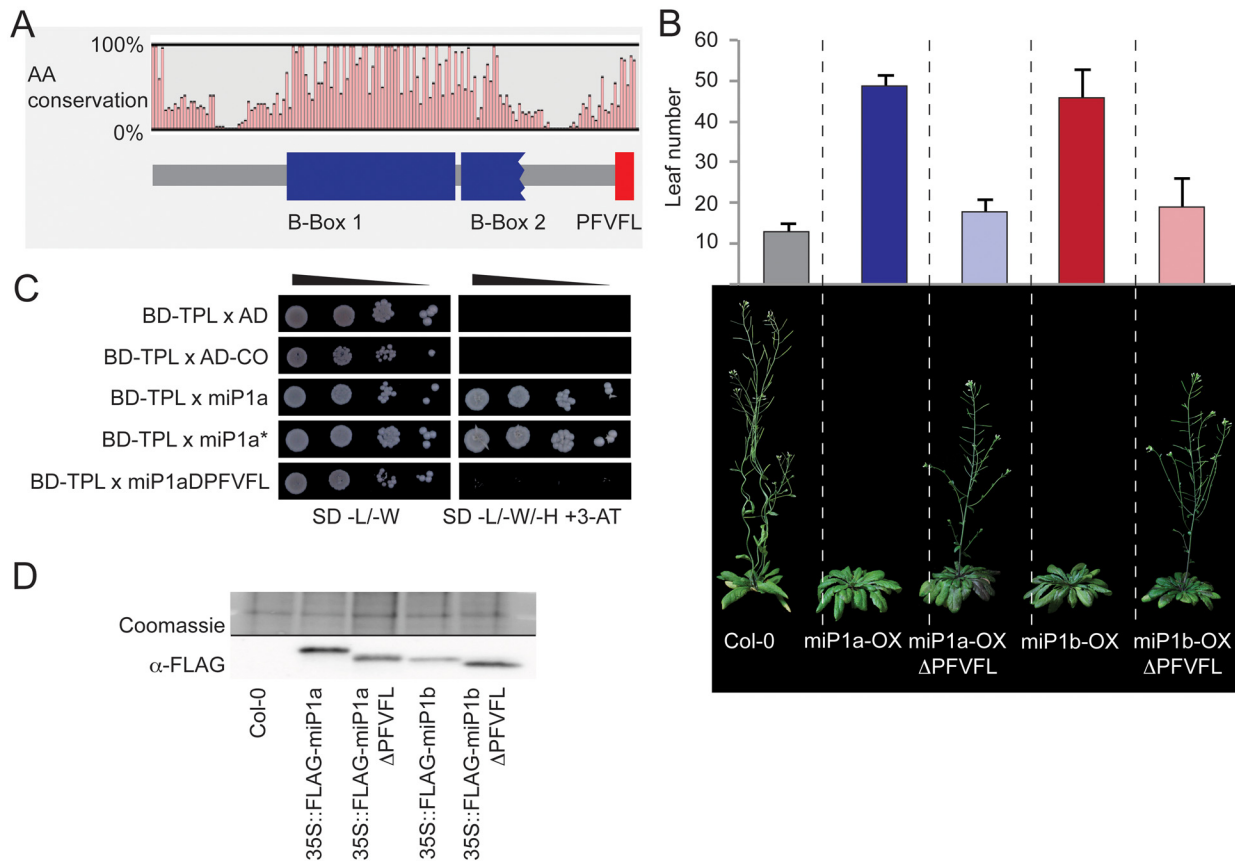 A
100%
AA
conservation
0%
B-Box 1
B-Box 2
PFVFL
B
60
50
40
30
20
10
Leaf number
Col-0
miP1a-OX
miP1a-OX
ΔPFVFL
miP1b-OX
miP1b-OX
ΔPFVFL
C
BD-TPL x AD
BD-TPL x AD-CO
BD-TPL x miP1a
BD-TPL x miP1a*
BD-TPL x miP1aDPFVFL
SD -L/-W
SD -L/-W/-H +3-AT
D
Coomassie
α-FLAG
Col-0
35S::FLAG-miP1a
35S::FLAG-miP1a
ΔPFVFL
35S::FLAG-miP1b
35S::FLAG-miP1b
ΔPFVFL